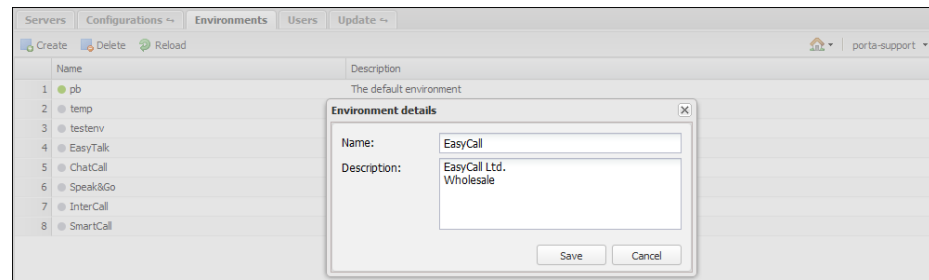 Servers Configurations Environments Users Update
Create Delete Reload porta-support
Name Description
1 pb The default environment
2 temp
3 testenv
4 EasyTalk
5 ChatCall
6 Speak&Go
7 InterCall
8 SmartCall
Environment details
Name: EasyCall
Description: EasyCall Ltd.
Wholesale
Save Cancel